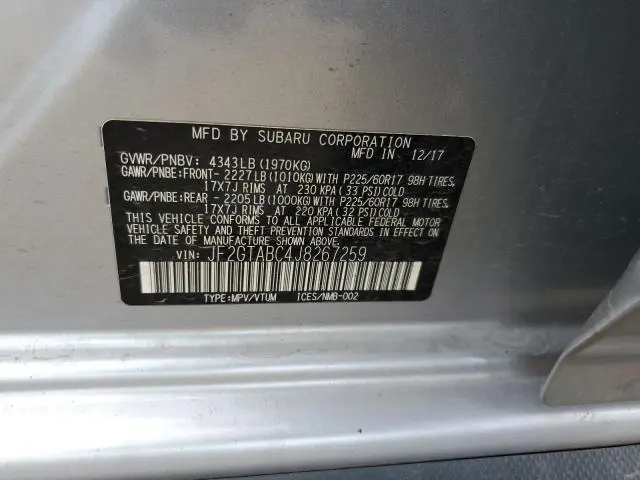 MFD BY SUBARU CORPORATION
MFD IN 12/17
GVWR/PNBV: 4343LB(1970KG)
GAWR/PNBE:FRONT- 2227LB(1010KG)WITH P225/60R17 98H TIRES,
17X7J RIMS AT 230 KPA(33 PSI)COLD
GAWR/PNBE:REAR - 2205LB(1000KG)WITH P225/60R17 98H TIRES,
17X7J RIMS AT 220 KPA(32 PSI)COLD
THIS VEHICLE CONFORMS TO ALL APPLICABLE FEDERAL MOTOR
VEHICLE SAFETY AND THEFT PREVENTION STANDARDS IN EFFECT ON
THE DATE OF MANUFACTURE SHOWN ABOVE.
VIN: JF2GTABC4J8267259
TYPE:MPV/VTUM ICES/NMB-002